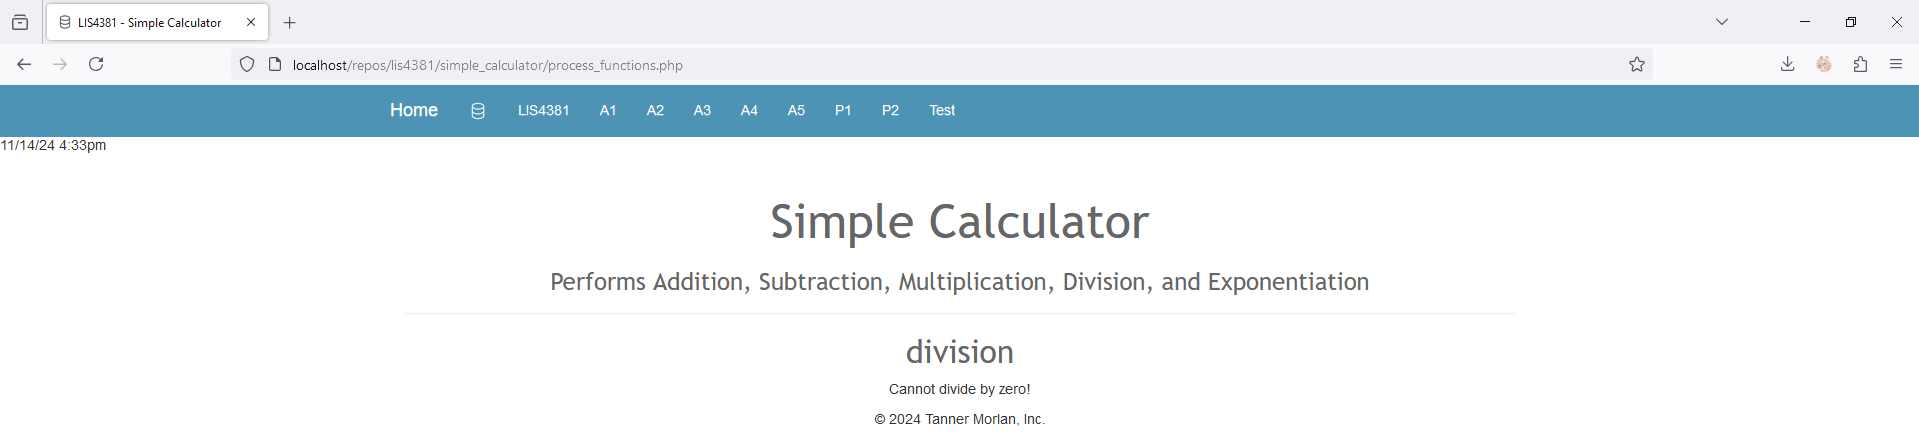 LIS4381 - Simple Calculator
localhost/repos/lis4381/simple_calculator/process_functions.php
Home LIS4381 A1 A2 A3 A4 A5 P1 P2 Test
11/14/24 4:33pm
Simple Calculator
Performs Addition, Subtraction, Multiplication, Division, and Exponentiation
division
Cannot divide by zero!
© 2024 Tanner Morlan, Inc.